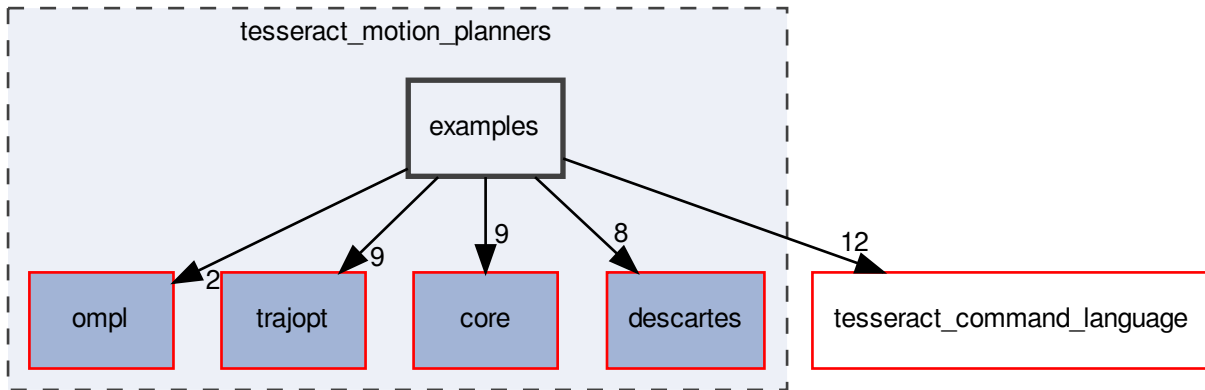 tesseract_motion_planners
examples
2
9
9
8
12
ompl
trajopt
core
descartes
tesseract_command_language